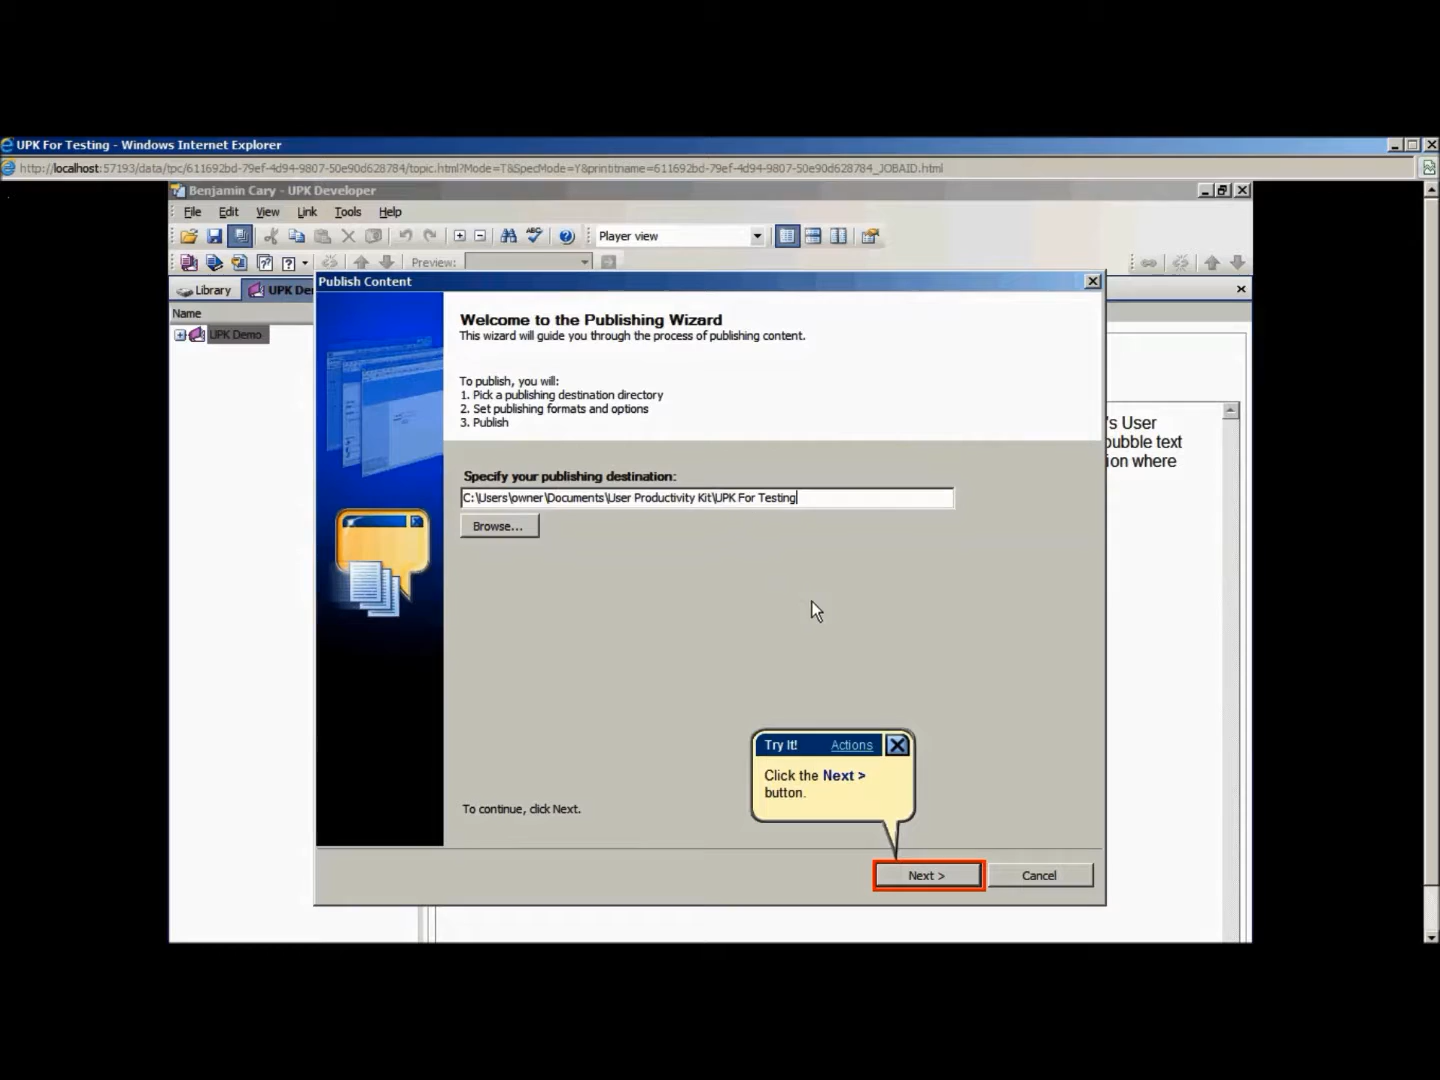 UPK For Testing - Windows Internet Explorer
http://localhost:57193/data/tpc/611692bd-79ef-4d94-9807-50e90d628784/topic.html?Mode=T&SpecMode=Y&printname=611692bd-79ef-4d94-9807-50e90d628784_JOBAID.html
Benjamin Cary - UPK Developer
File Edit View Link Tools Help
Player view
Preview:
Library UPK De
Name
UPK Demo
Publish Content
Welcome to the Publishing Wizard
This wizard will guide you through the process of publishing content.
To publish, you will:
1. Pick a publishing destination directory
2. Set publishing formats and options
3. Publish
's User
bubble text
ion where
Specify your publishing destination:
C:\Users\owner\Documents\User Productivity Kit\UPK For Testing
Browse...
Try It! Actions
Click the Next >
button.
To continue, click Next.
Next > Cancel